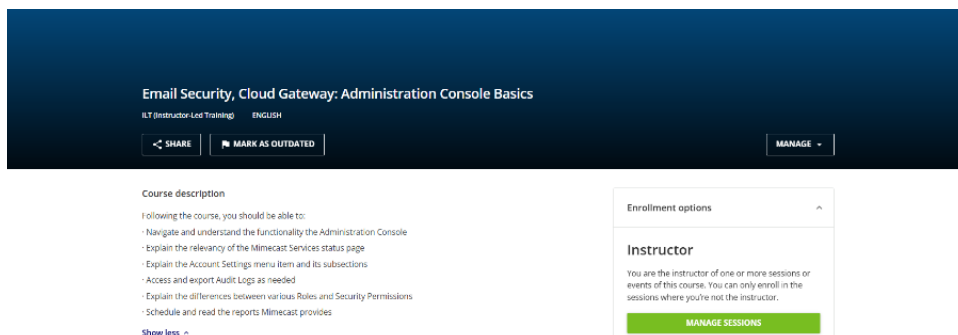 Email Security, Cloud Gateway: Administration Console Basics
ILT (Instructor-Led Training) ENGLISH
SHARE MARK AS OUTDATED MANAGE
Course description
Following the course, you should be able to:
· Navigate and understand the functionality the Administration Console
· Explain the relevancy of the Mimecast Services status page
· Explain the Account Settings menu item and its subsections
· Access and export Audit Logs as needed
· Explain the differences between various Roles and Security Permissions
· Schedule and read the reports Mimecast provides
Show less
Enrollment options
Instructor
You are the instructor of one or more sessions or
events of this course. You can only enroll in the
sessions where you're not the instructor.
MANAGE SESSIONS